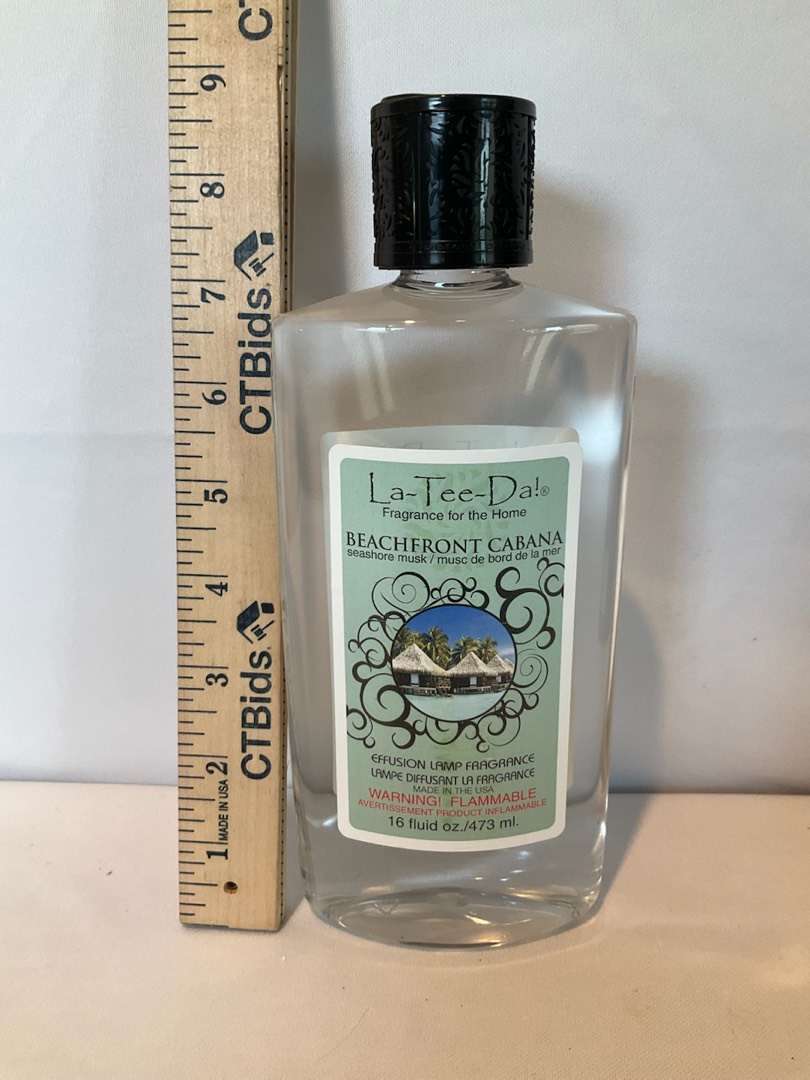 CT
CTBids
CTBids
MADE IN USA
9
8
7
6
5
4
3
2
1
La-Tee-Da!®
Fragrance for the Home
BEACHFRONT CABANA
seashore musk / musc de bord de la mer
EFFUSION LAMP FRAGRANCE
LAMPE DIFFUSANT LA FRAGRANCE
MADE IN THE USA
WARNING! FLAMMABLE
AVERTISSEMENT PRODUCT INFLAMMABLE
16 fluid oz./473 ml.